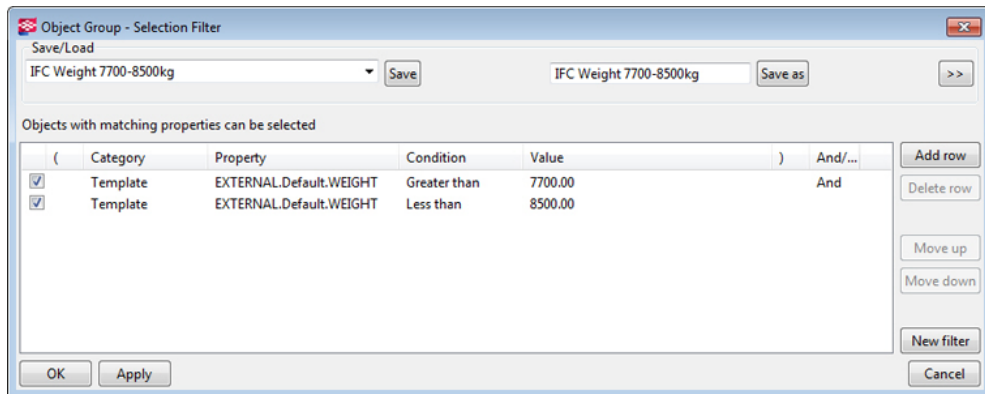 Object Group - Selection Filter
Save/Load
IFC Weight 7700-8500kg Save IFC Weight 7700-8500kg Save as >>
Objects with matching properties can be selected
( Category Property Condition Value ) And/...
Template EXTERNAL.Default.WEIGHT Greater than 7700.00 And
Template EXTERNAL.Default.WEIGHT Less than 8500.00
Add row
Delete row
Move up
Move down
New filter
OK Apply Cancel